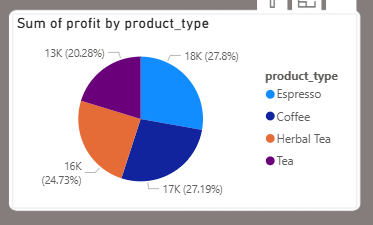 Sum of profit by product_type
13K (20.28%)
18K (27.8%)
product_type
Espresso
Coffee
Herbal Tea
Tea
16K
(24.73%)
17K (27.19%)